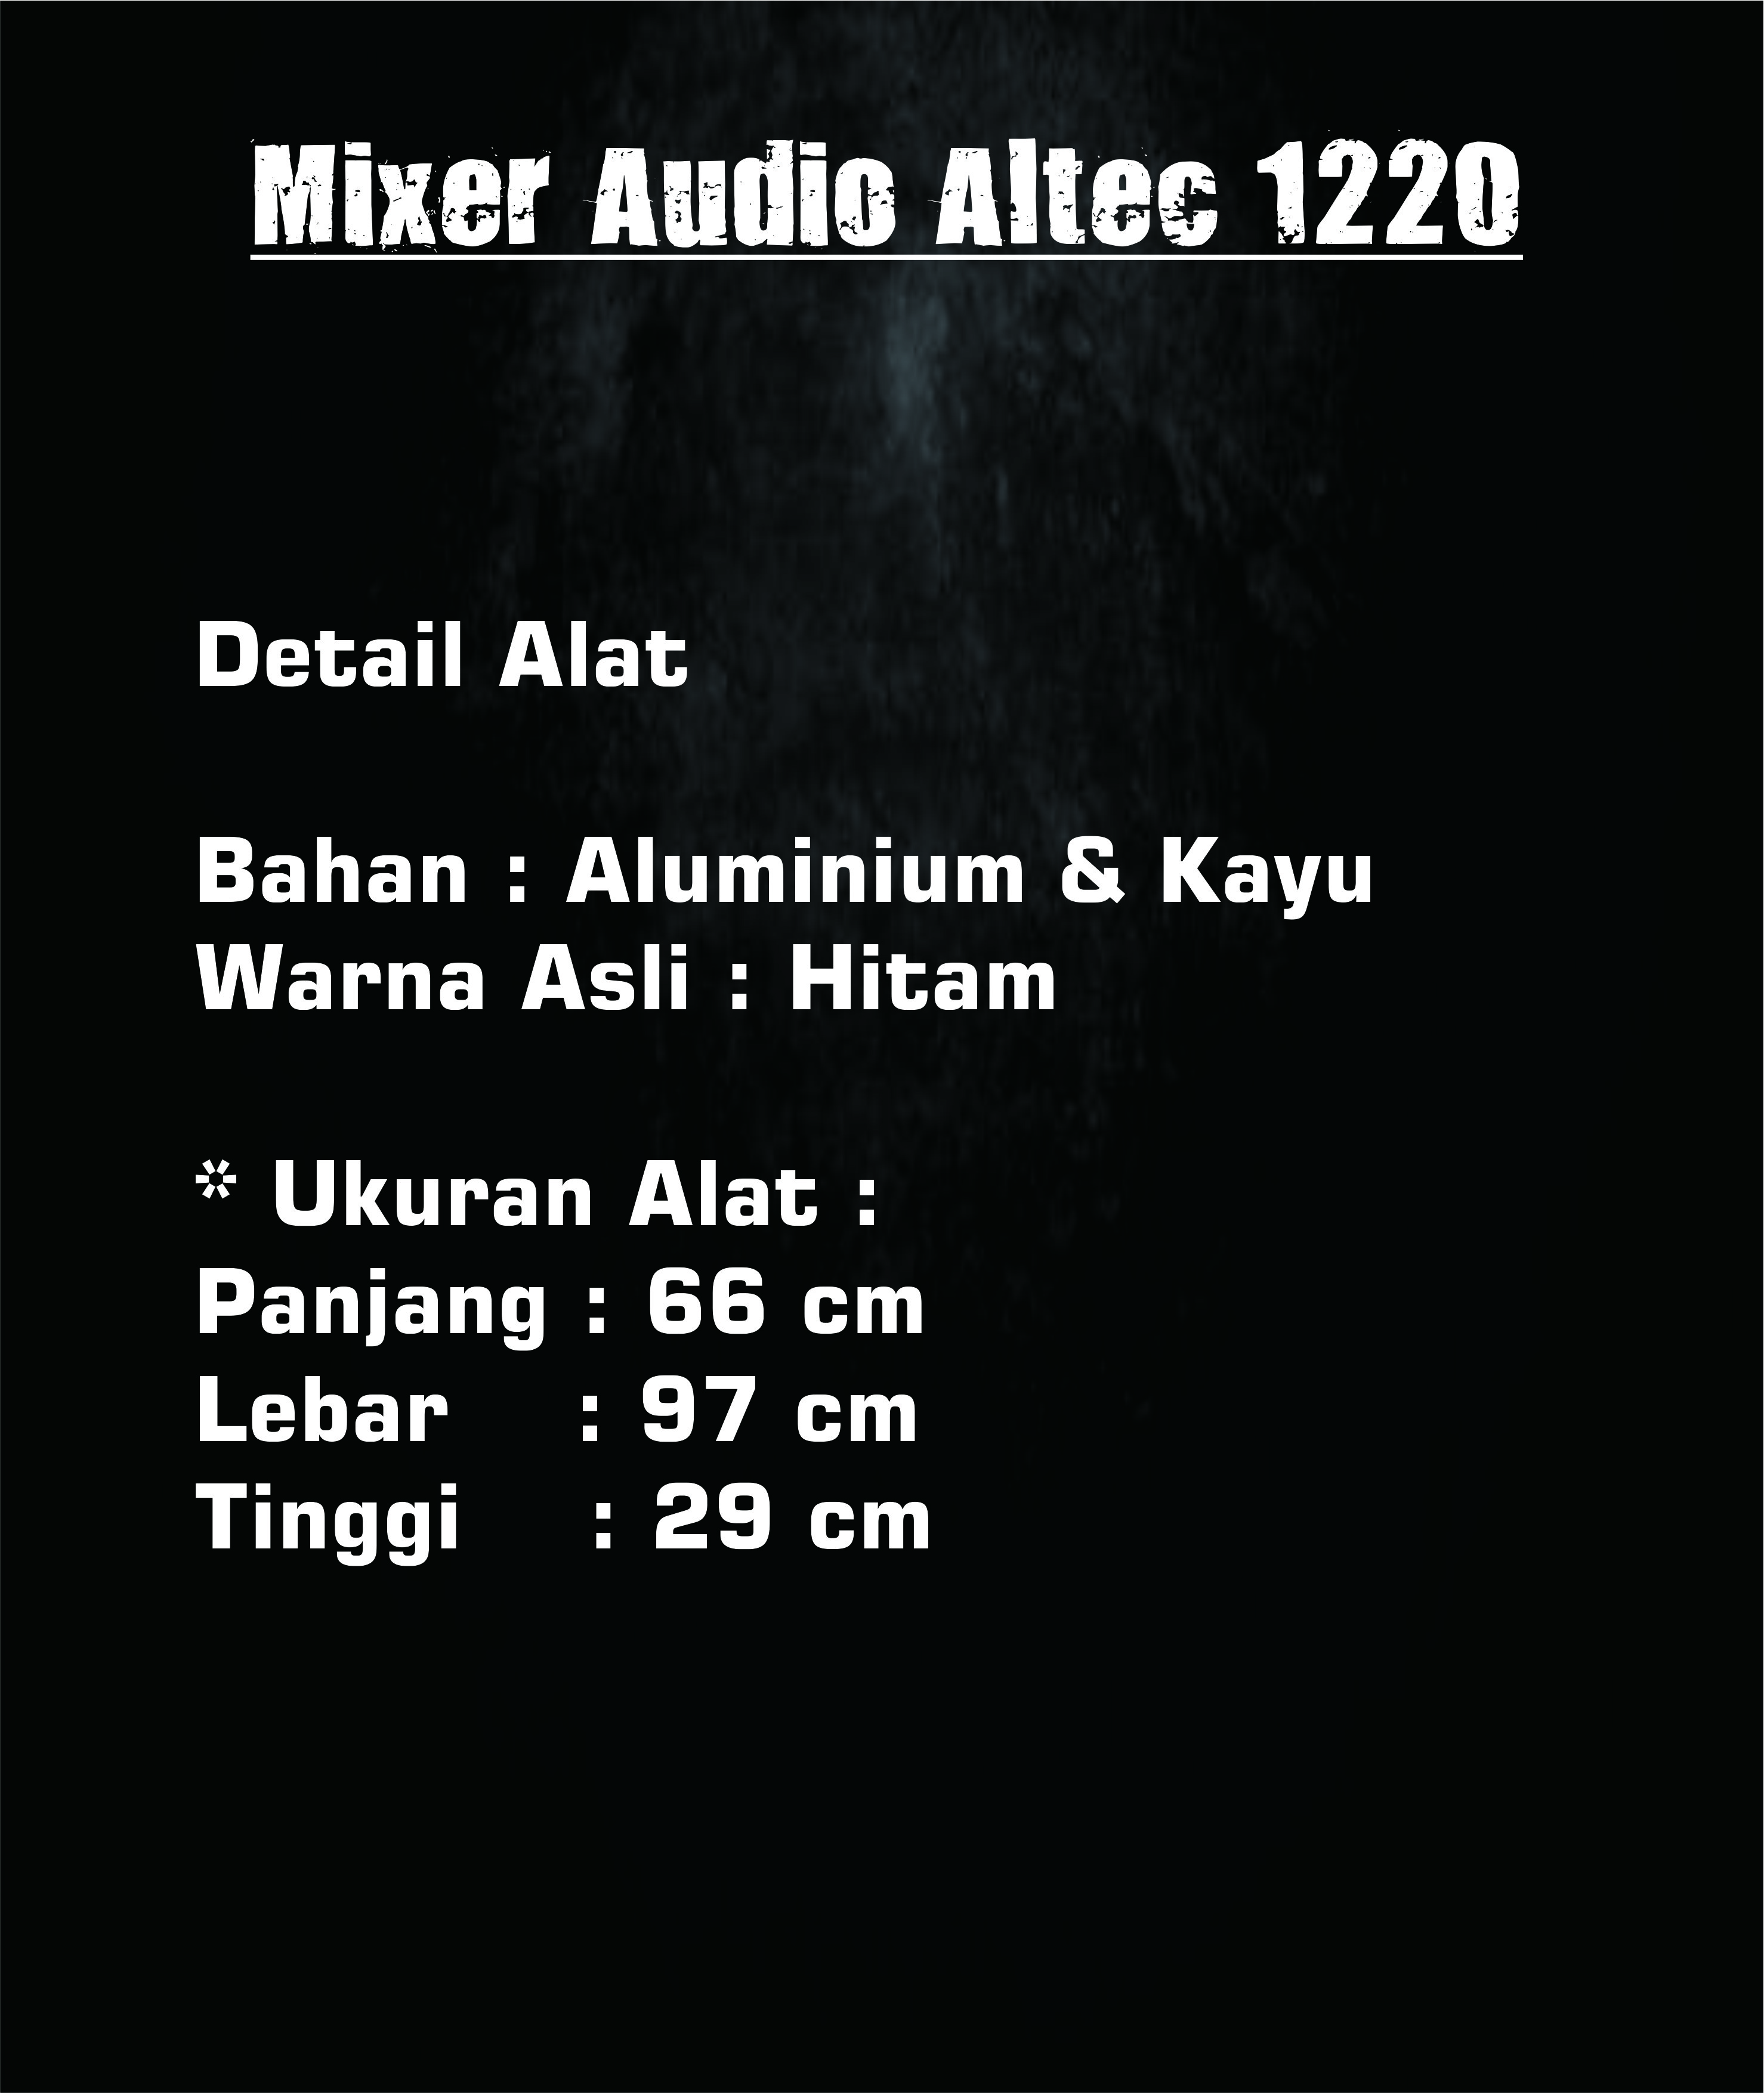 Mixer Audio Altec 1220
Detail Alat
Bahan : Aluminium & Kayu
Warna Asli : Hitam
* Ukuran Alat :
Panjang : 66 cm
Lebar : 97 cm
Tinggi : 29 cm